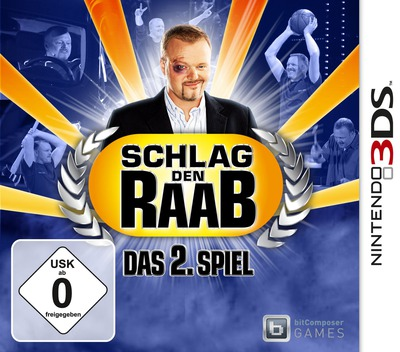 SCHLAG
DEN
RAAB
DAS 2. SPIEL
NINTENDO 3DS
USK
ab
0
freigegeben
b
bitComposer
GAMES